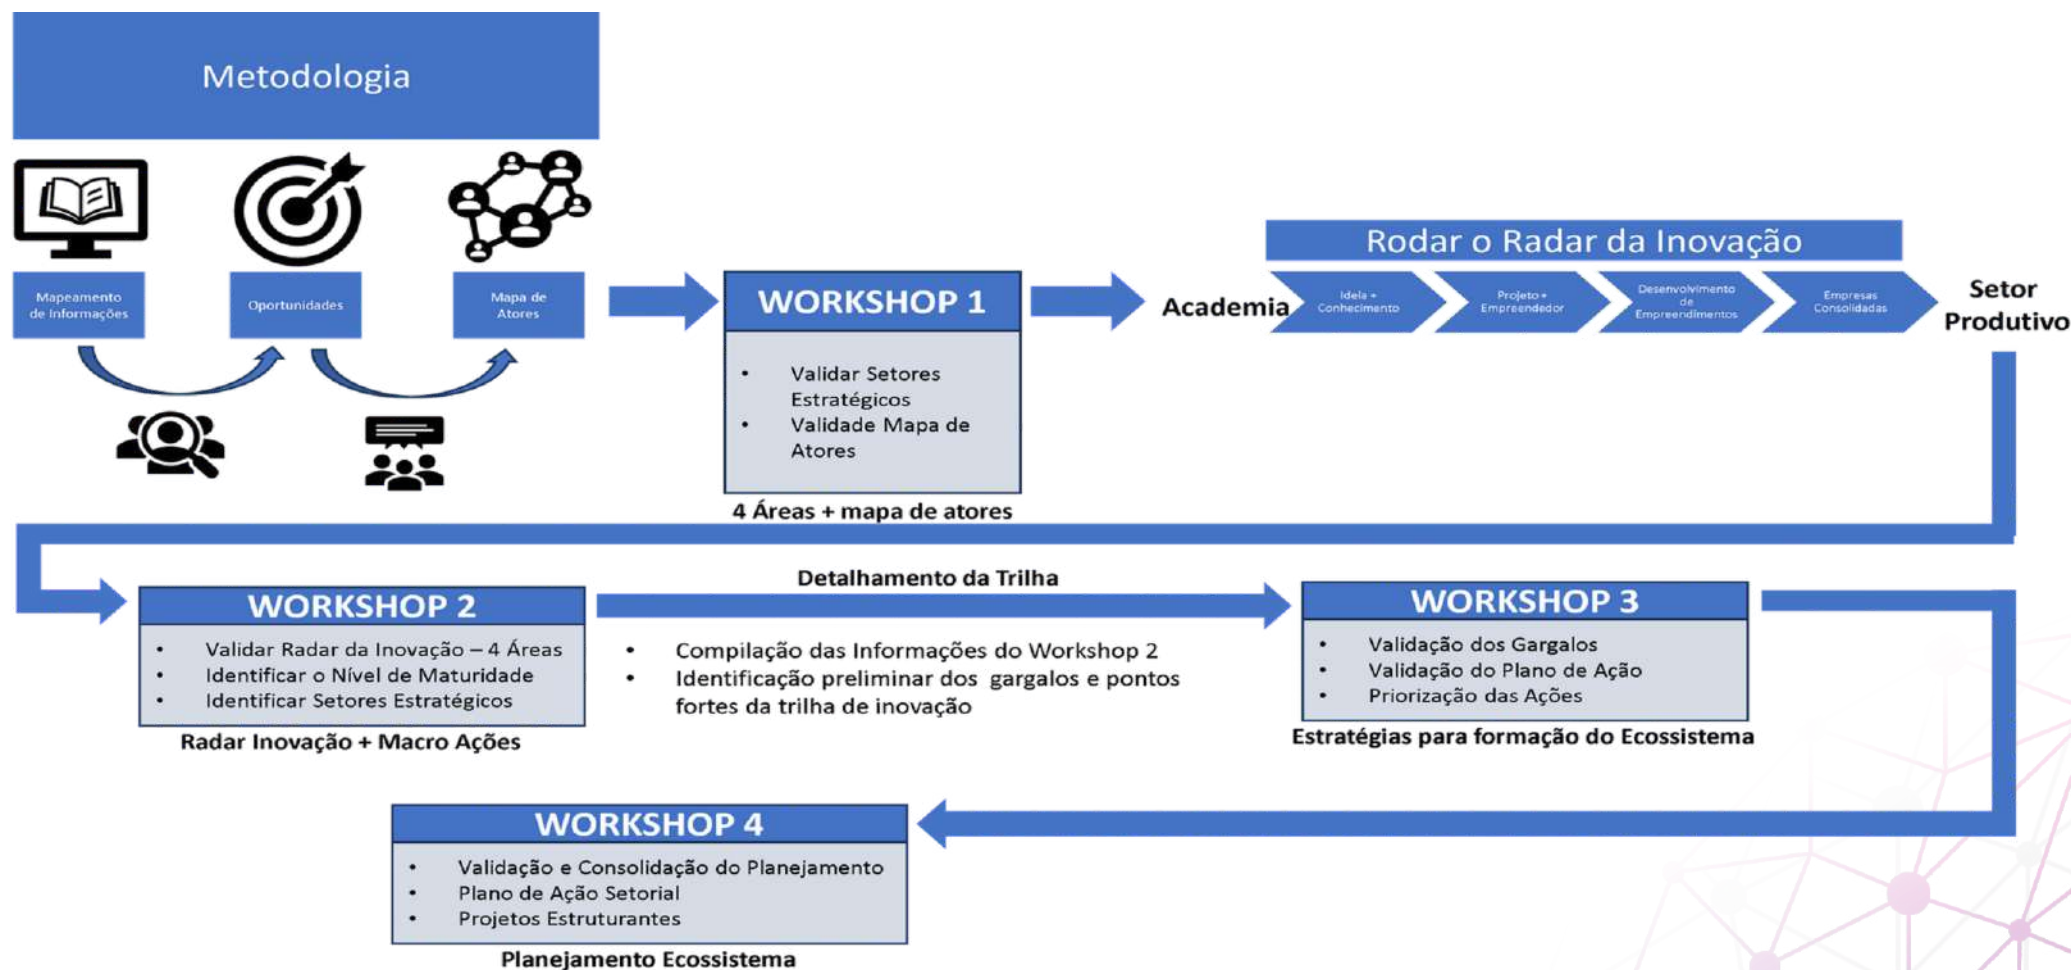 Metodologia
Mapeamento
de Informações
Oportunidades
Mapa de
Atores
WORKSHOP 1
• Validar Setores
Estratégicos
• Validade Mapa de
Atores
4 Áreas + mapa de atores
Rodar o Radar da Inovação
Academia
Ideia +
Conhecimento
Projeto +
Empreendedor
Desenvolvimento
de
Empreendimentos
Empresas
Consolidadas
Setor
Produtivo
WORKSHOP 2
• Validar Radar da Inovação – 4 Áreas
• Identificar o Nível de Maturidade
• Identificar Setores Estratégicos
Radar Inovação + Macro Ações
Detalhamento da Trilha
• Compilação das Informações do Workshop 2
• Identificação preliminar dos gargalos e pontos
fortes da trilha de inovação
WORKSHOP 3
• Validação dos Gargalos
• Validação do Plano de Ação
• Priorização das Ações
Estratégias para formação do Ecossistema
WORKSHOP 4
• Validação e Consolidação do Planejamento
• Plano de Ação Setorial
• Projetos Estruturantes
Planejamento Ecossistema